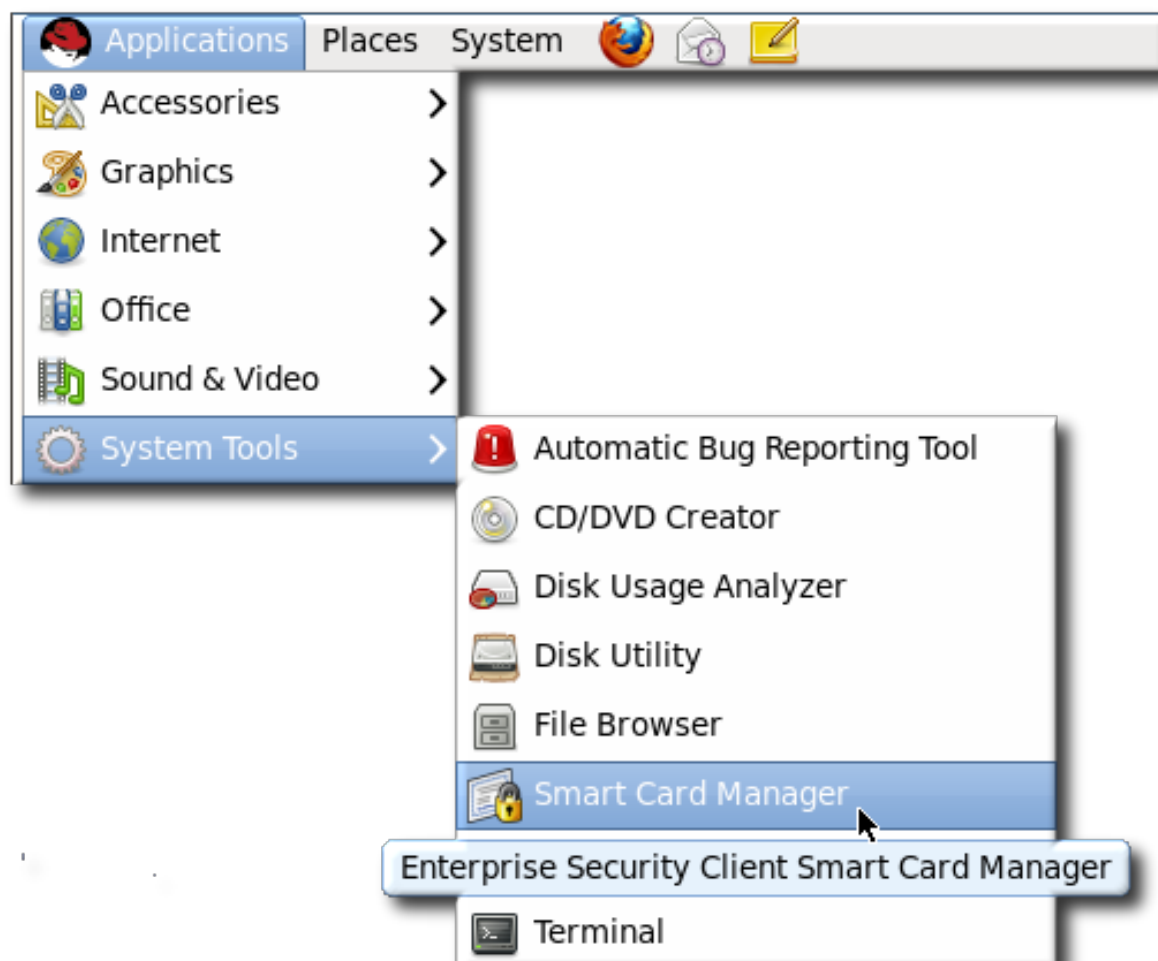 Applications Places System
Accessories
Graphics
Internet
Office
Sound & Video
System Tools
Automatic Bug Reporting Tool
CD/DVD Creator
Disk Usage Analyzer
Disk Utility
File Browser
Smart Card Manager
Enterprise Security Client Smart Card Manager
Terminal